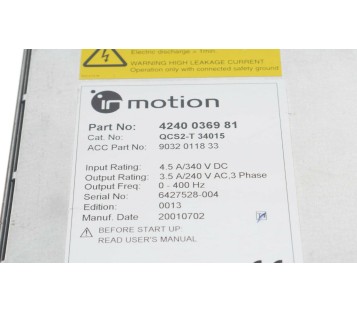 Electric discharge > 1min.
WARNING HIGH LEAKAGE CURRENT
Operation only with connected safety ground.
ir motion
Part No: 4240 0369 81
Cat. No: QCS2-T 34015
ACC Part No: 9032 0118 33
Input Rating: 4.5 A/340 V DC
Output Rating: 3.5 A/240 V AC,3 Phase
Output Freq: 0 - 400 Hz
Serial No: 6427528-004
Edition: 0013
Manuf. Date 20010702
BEFORE START UP:
READ USER'S MANUAL